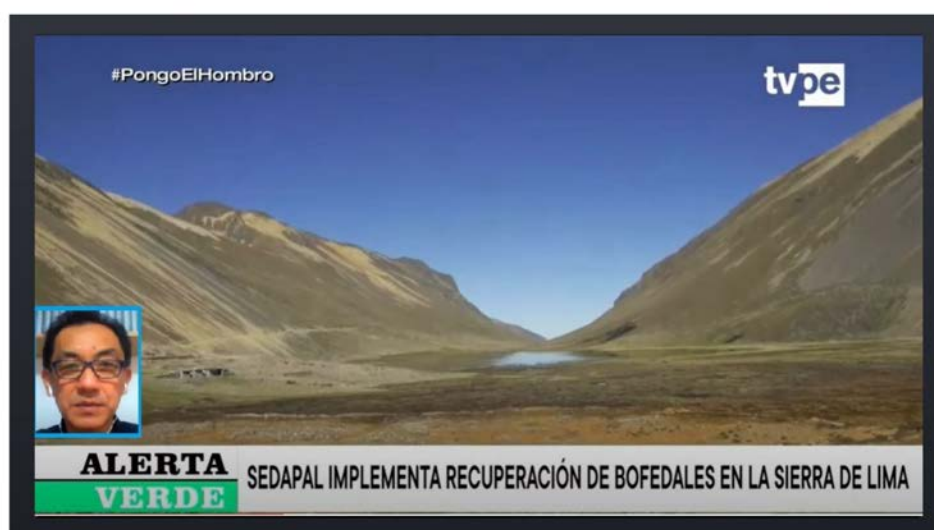 #PongoElHombro
tvpe
ALERTA
VERDE
SEDAPAL IMPLEMENTA RECUPERACIÓN DE BOFEDALES EN LA SIERRA DE LIMA